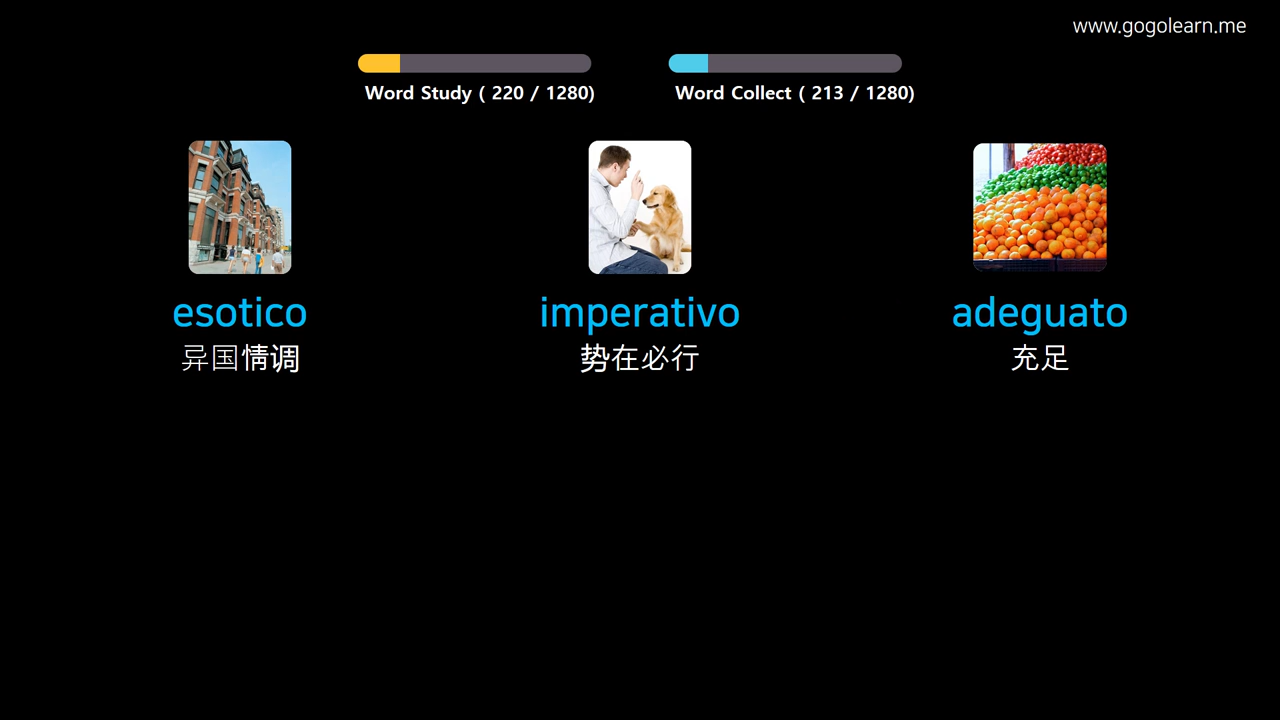 www.gogolearn.me
Word Study ( 220 / 1280)
Word Collect ( 213 / 1280)
esotico
异国情调
imperativo
势在必行
adeguato
充足